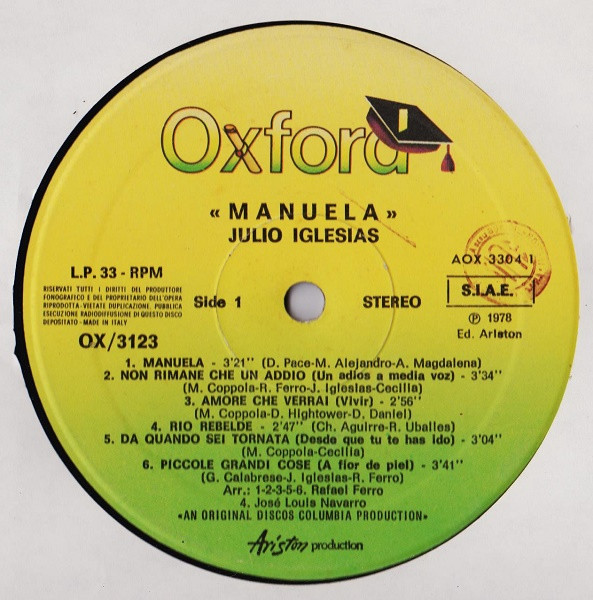 Oxford
« MANUELA »
JULIO IGLESIAS
L.P. 33 - RPM
RISERVATI TUTTI I DIRITTI DEL PRODUTTORE
FONOGRAFICO E DEL PROPRIETARIO DELL'OPERA
RIPRODOTTA - VIETATE DUPLICAZIONE, PUBBLICA
ESECUZIONE RADIODIFFUSIONE DI QUESTO DISCO
DEPOSITATO - MADE IN ITALY
OX/3123
Side 1
STEREO
AOX 3304 1
S.I.A.E.
℗ 1978
Ed. Ariston
1. MANUELA - 3'21'' (D. Pace-M. Alejandro-A. Magdalena)
2. NON RIMANE CHE UN ADDIO (Un adios a media voz) - 3'34''
(M. Coppola-R. Ferro-J. Iglesias-Cecilia)
3. AMORE CHE VERRAI (Vivir) - 2'56''
(M. Coppola-D. Hightower-D. Daniel)
4. RIO REBELDE - 2'47'' (Ch. Aguirre-R. Uballes)
5. DA QUANDO SEI TORNATA (Desde que tu te has ido) - 3'04''
(M. Coppola-Cecilia)
6. PICCOLE GRANDI COSE (A flor de piel) - 3'41''
(G. Calabrese-J. Iglesias-R. Ferro)
Arr.: 1-2-3-5-6. Rafael Ferro
4. José Louis Navarro
«AN ORIGINAL DISCOS COLUMBIA PRODUCTION»
Ariston production